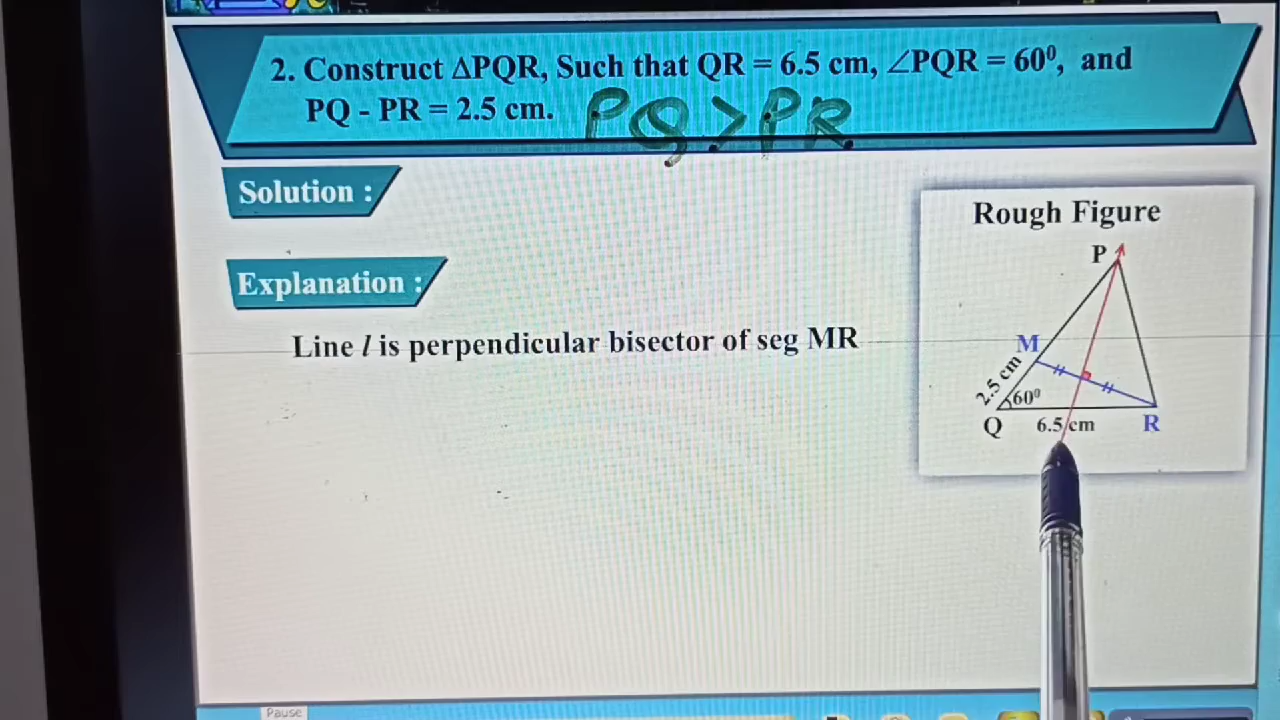 2. Construct ΔPQR, Such that QR = 6.5 cm, ∠PQR = 60⁰, and
PQ - PR = 2.5 cm. PQ > PR
Solution :
Explanation :
Line l is perpendicular bisector of seg MR
Rough Figure
P
M
2.5 cm
60⁰
Q
6.5 cm
R
Pause